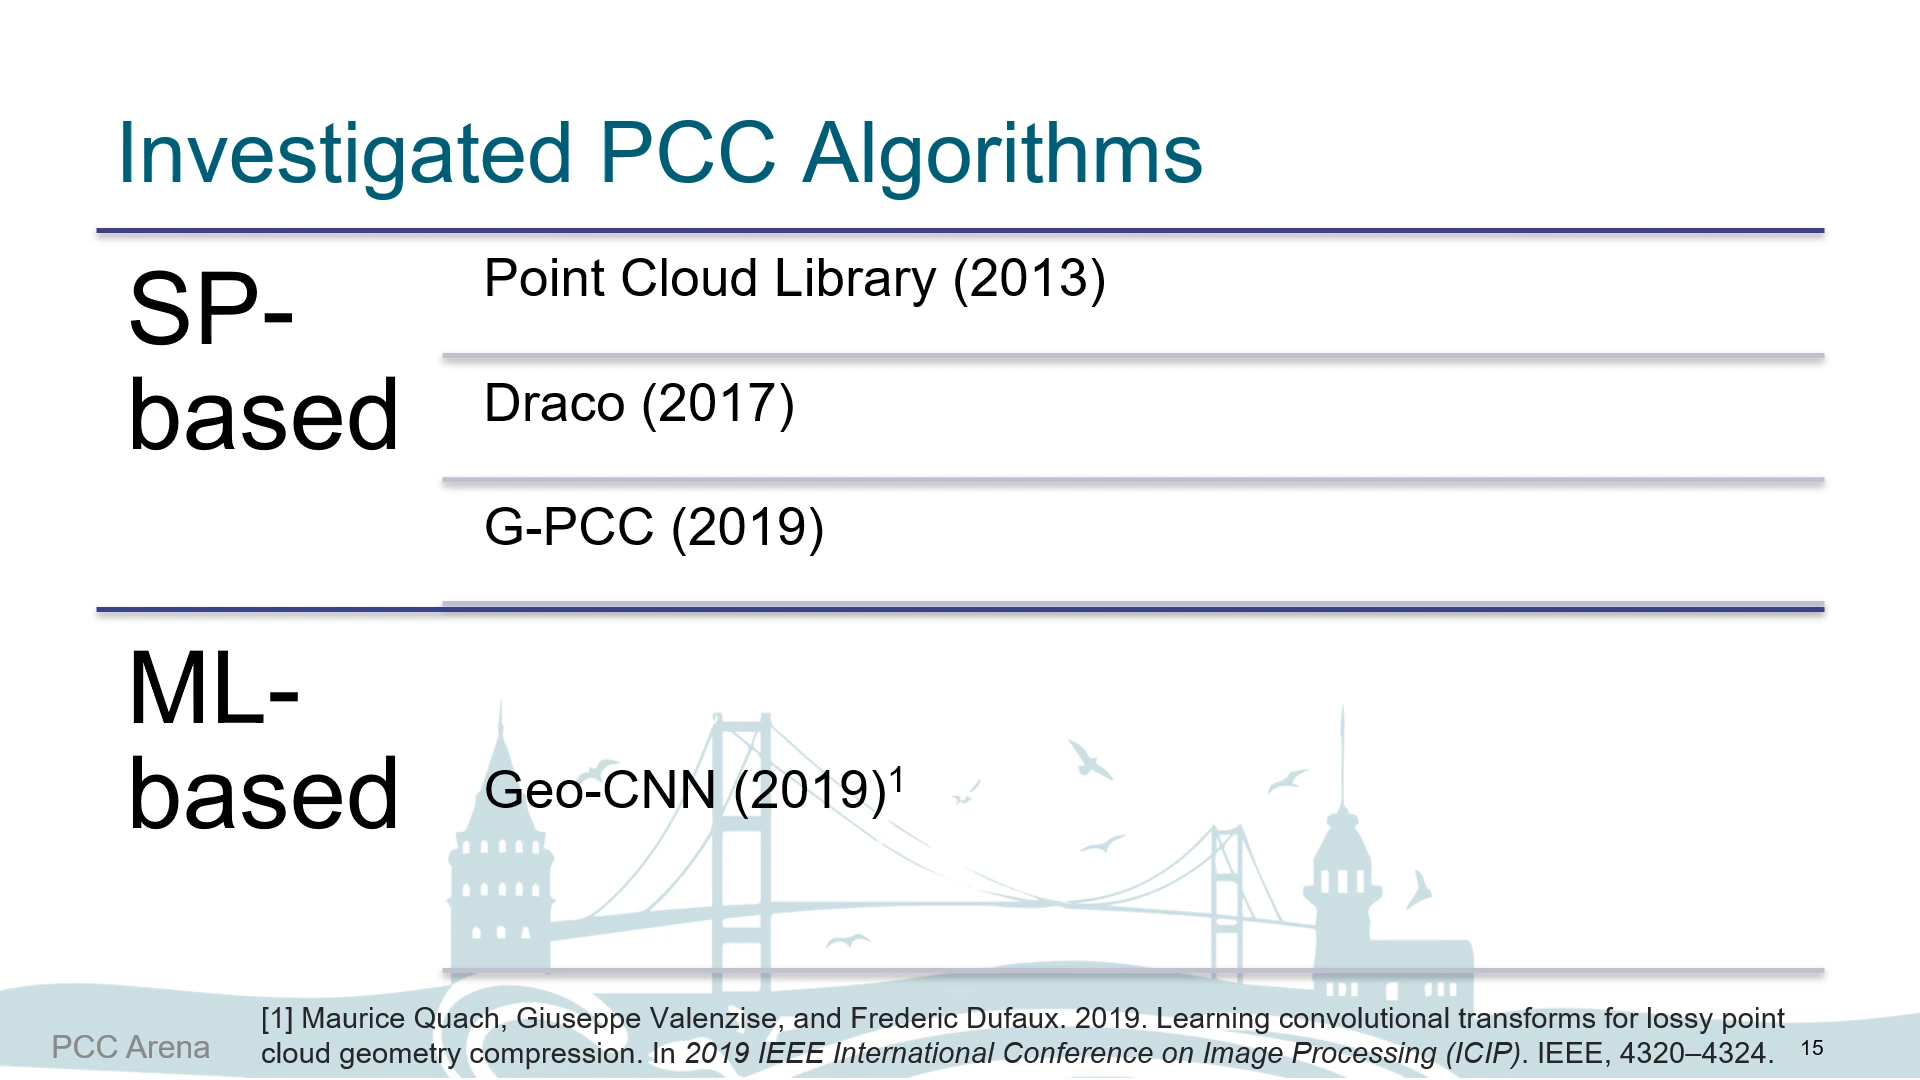 Investigated PCC Algorithms
SP-
based
Point Cloud Library (2013)
Draco (2017)
G-PCC (2019)
ML-
based
Geo-CNN (2019)¹
[1] Maurice Quach, Giuseppe Valenzise, and Frederic Dufaux. 2019. Learning convolutional transforms for lossy point
cloud geometry compression. In 2019 IEEE International Conference on Image Processing (ICIP). IEEE, 4320–4324.
PCC Arena
15